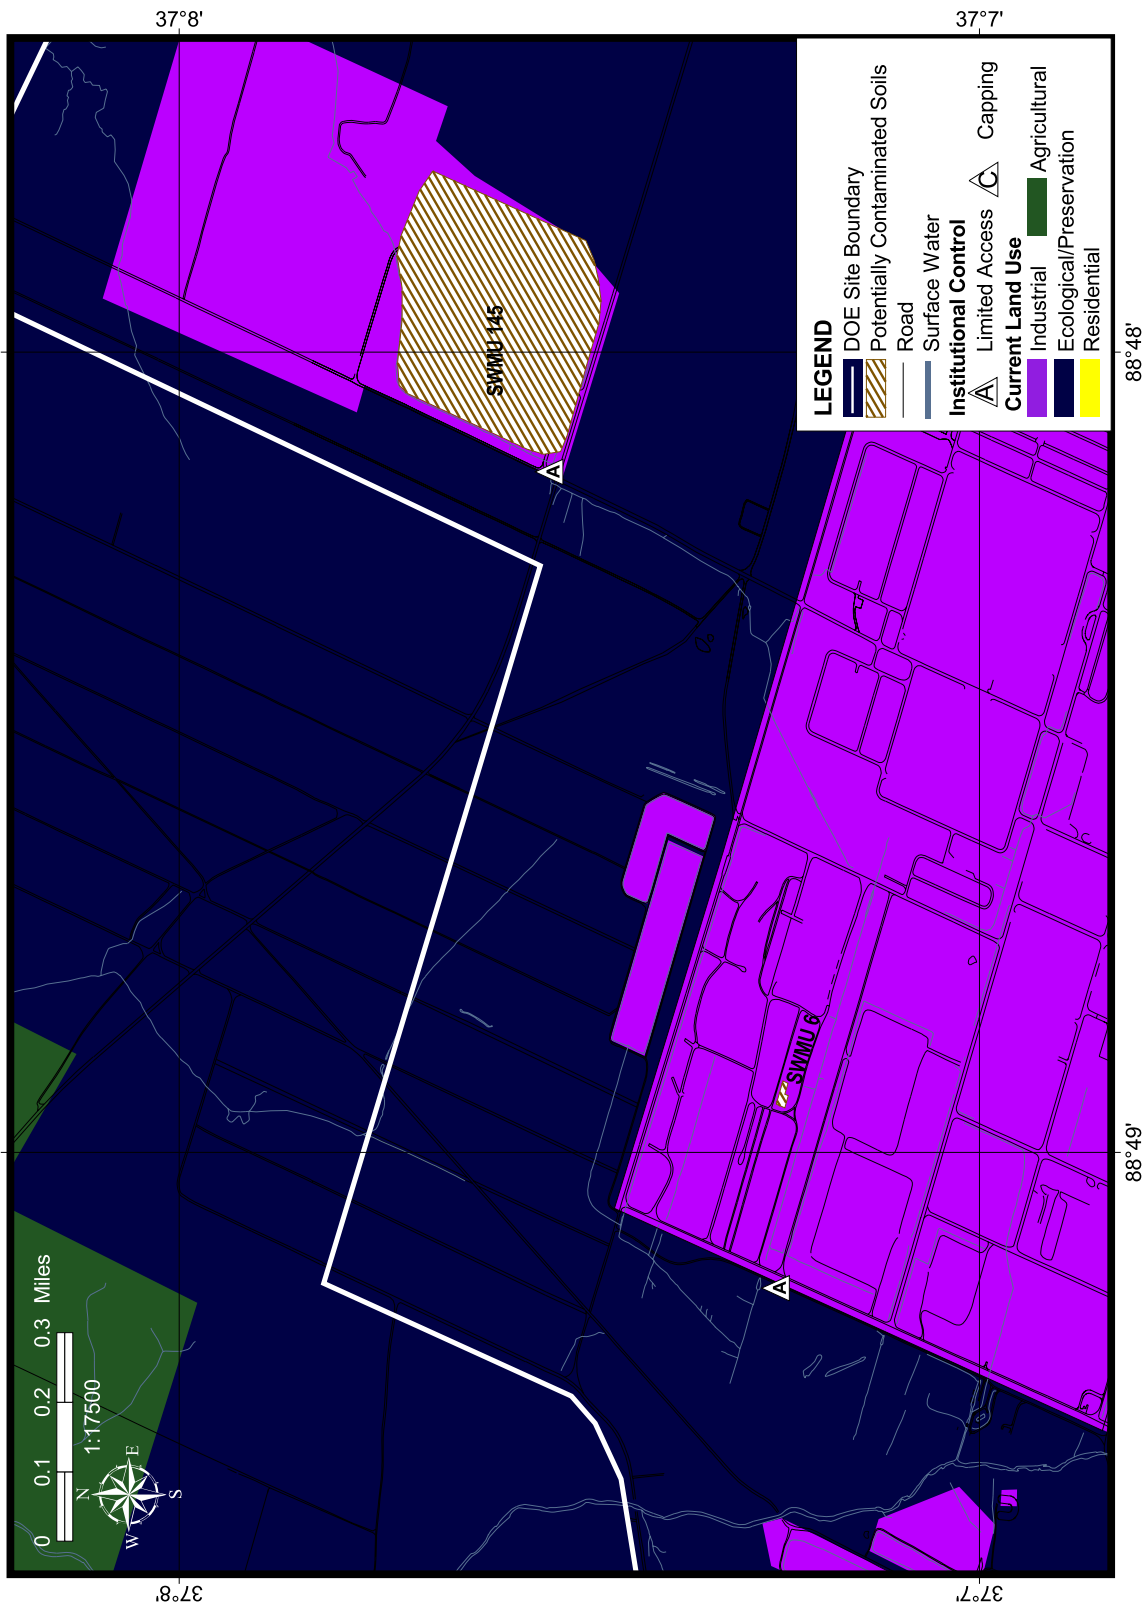 37°8'
37°7'
SWMU 145
SWMU 6
A
A
88°48'
88°49'
LEGEND
DOE Site Boundary
Potentially Contaminated Soils
Road
Surface Water
Institutional Control
A Limited Access C Capping
Current Land Use
Industrial Agricultural
Ecological/Preservation
Residential
0 0.1 0.2 0.3 Miles
1:17500
N
W E
S
37°8'
37°7'